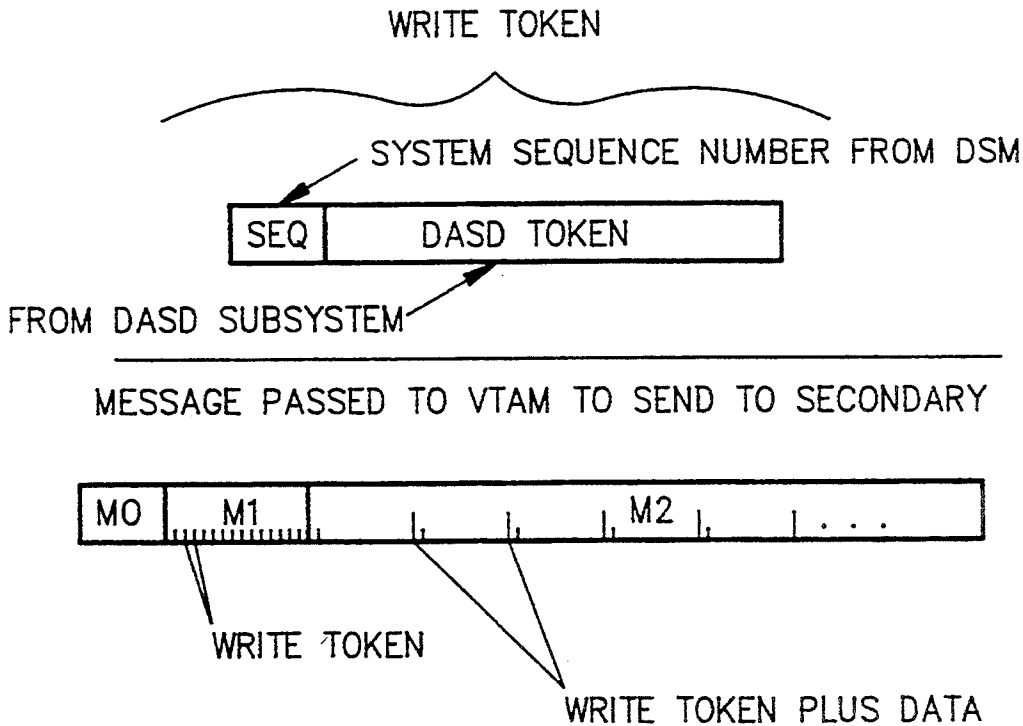 WRITE TOKEN
SYSTEM SEQUENCE NUMBER FROM DSM
SEQ DASD TOKEN
FROM DASD SUBSYSTEM
MESSAGE PASSED TO VTAM TO SEND TO SECONDARY
M0 M1 M2 . . .
WRITE TOKEN
WRITE TOKEN PLUS DATA